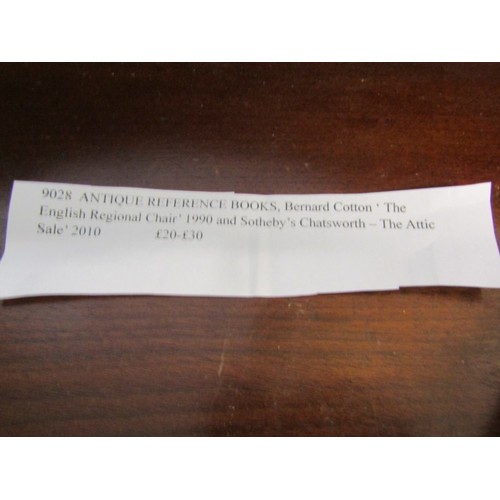 9028 ANTIQUE REFERENCE BOOKS, Bernard Cotton ‘ The
English Regional Chair’ 1990 and Sotheby’s Chatsworth – The Attic
Sale’ 2010 £20-£30